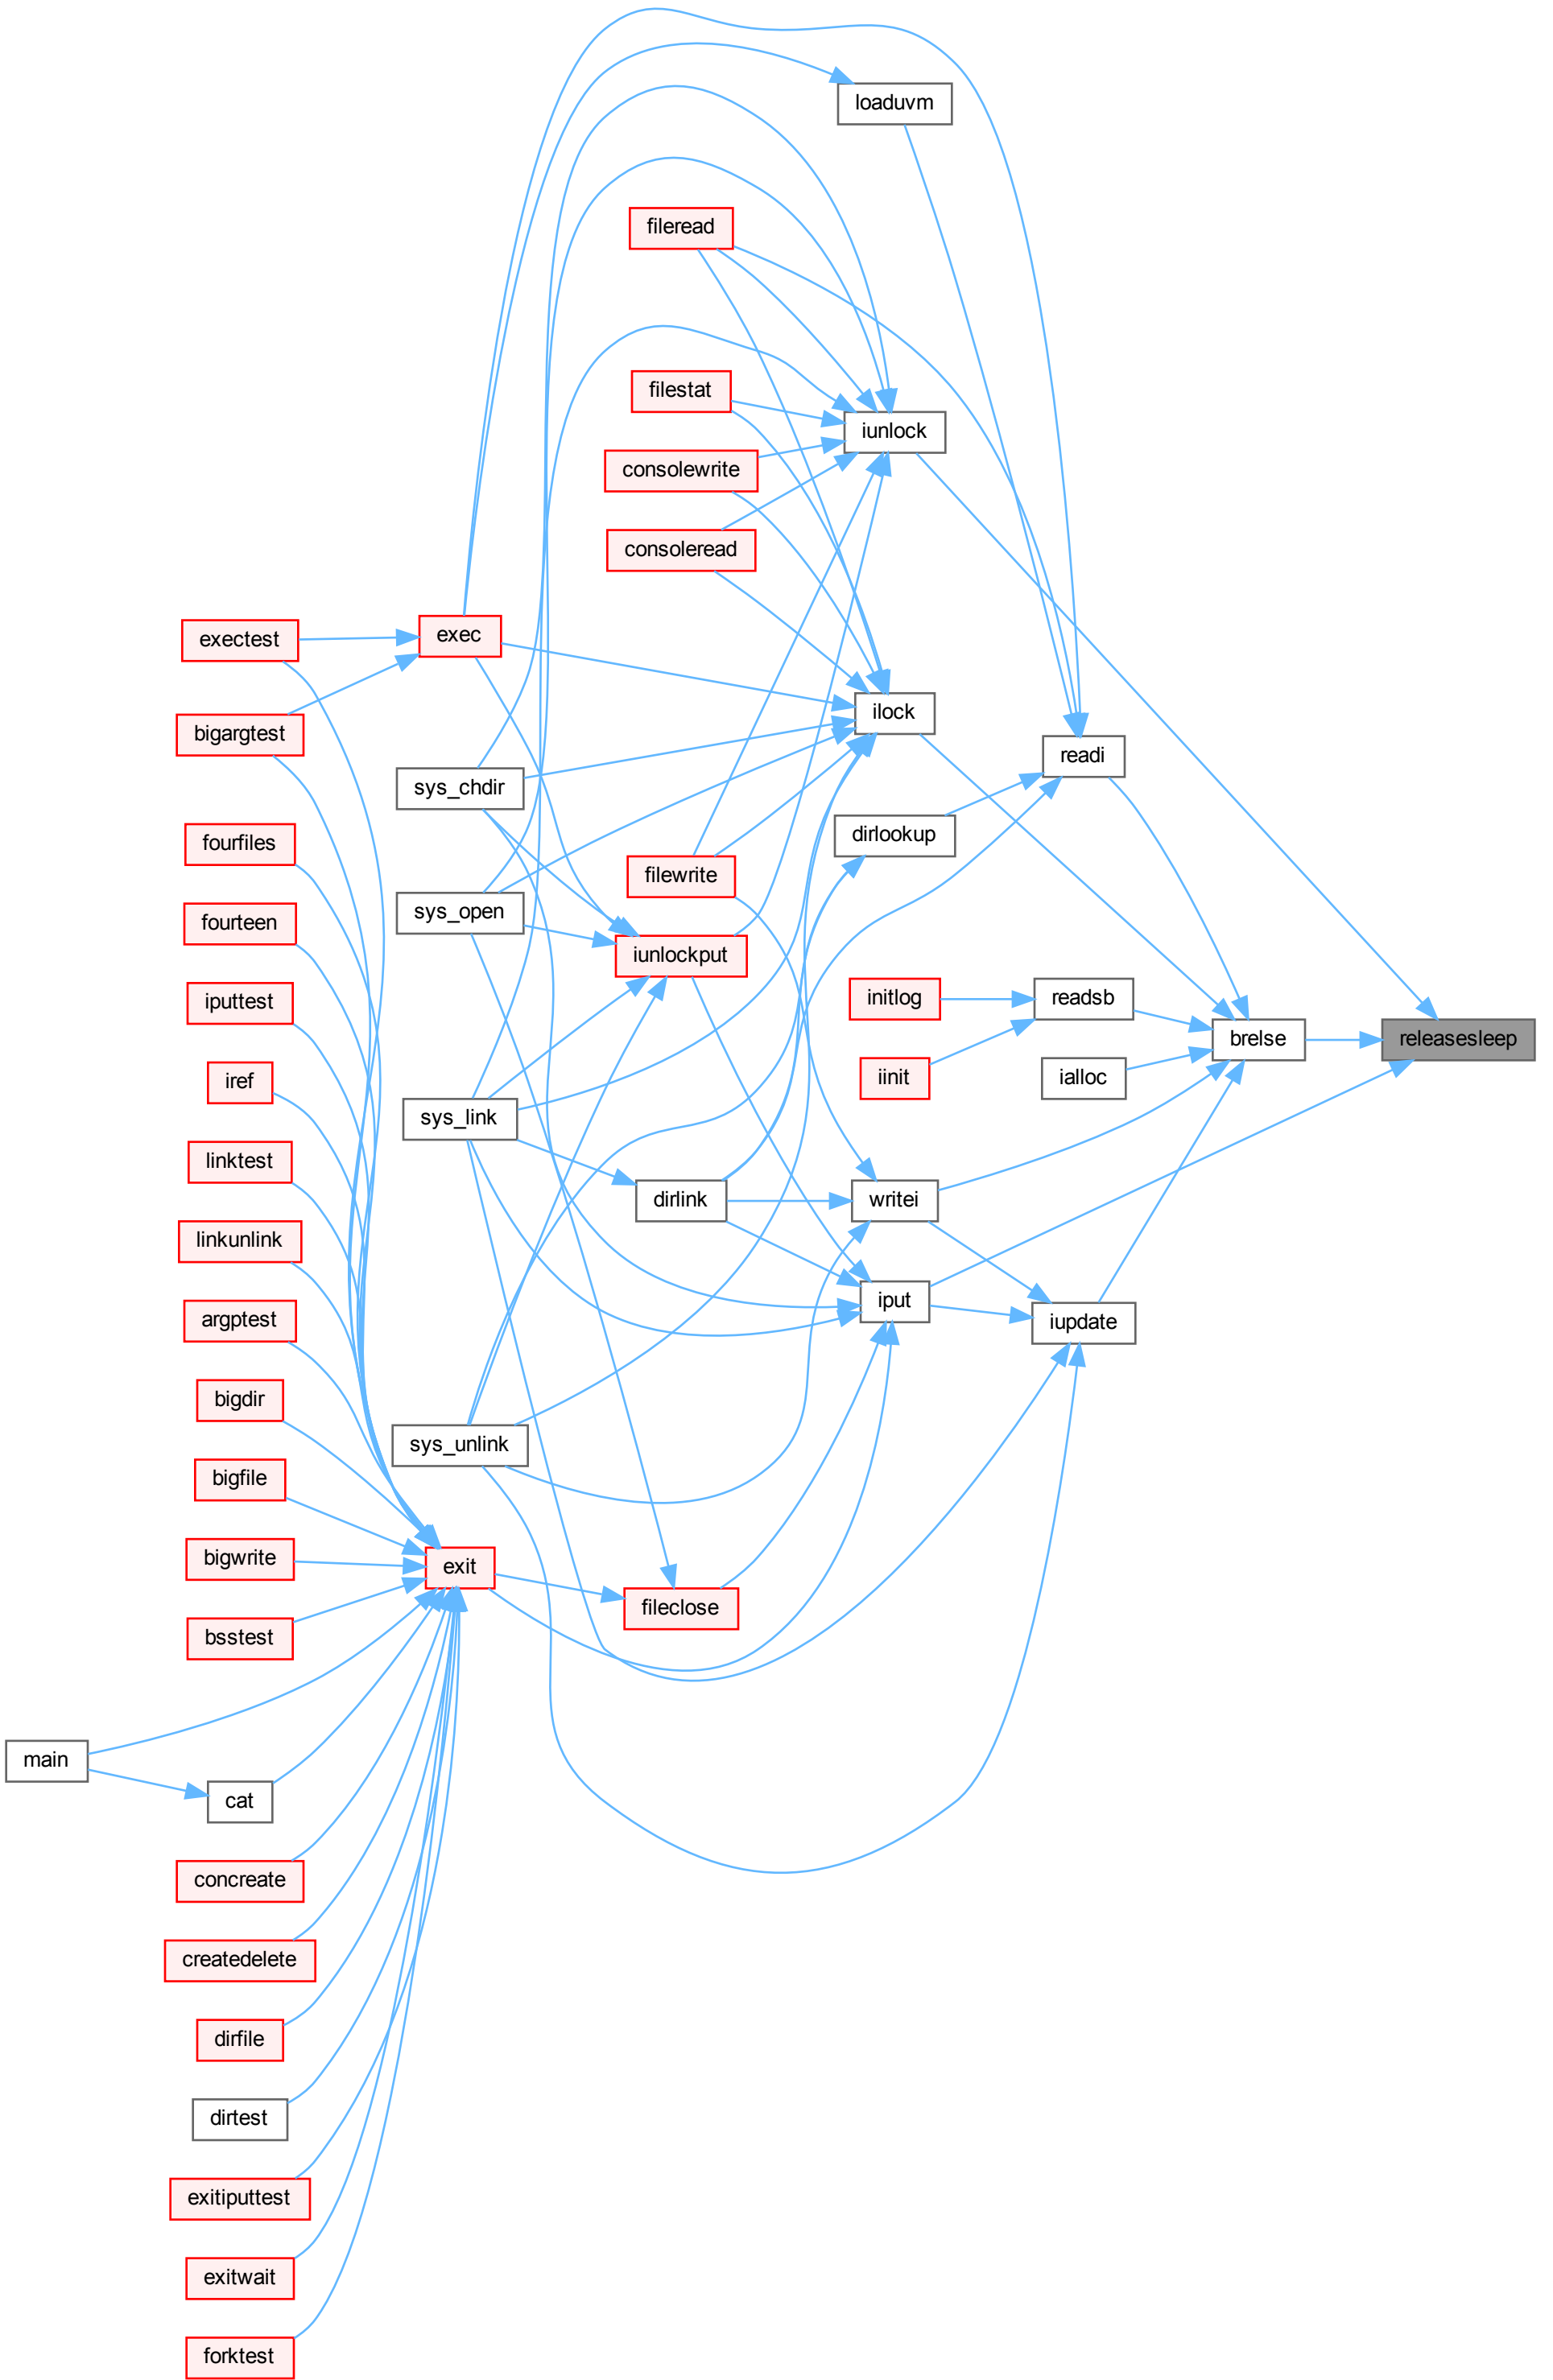 loaduvm
fileread
filestat
iunlock
consolewrite
consoleread
exectest
exec
ilock
bigargtest
readi
sys_chdir
dirlookup
fourfiles
filewrite
sys_open
fourteen
iunlockput
iputtest
initlog
readsb
brelse
releasesleep
iref
iinit
ialloc
sys_link
linktest
dirlink
writei
linkunlink
iput
argptest
iupdate
bigdir
sys_unlink
bigfile
bigwrite
exit
fileclose
bsstest
main
cat
concreate
createdelete
dirfile
dirtest
exitiputtest
exitwait
forktest